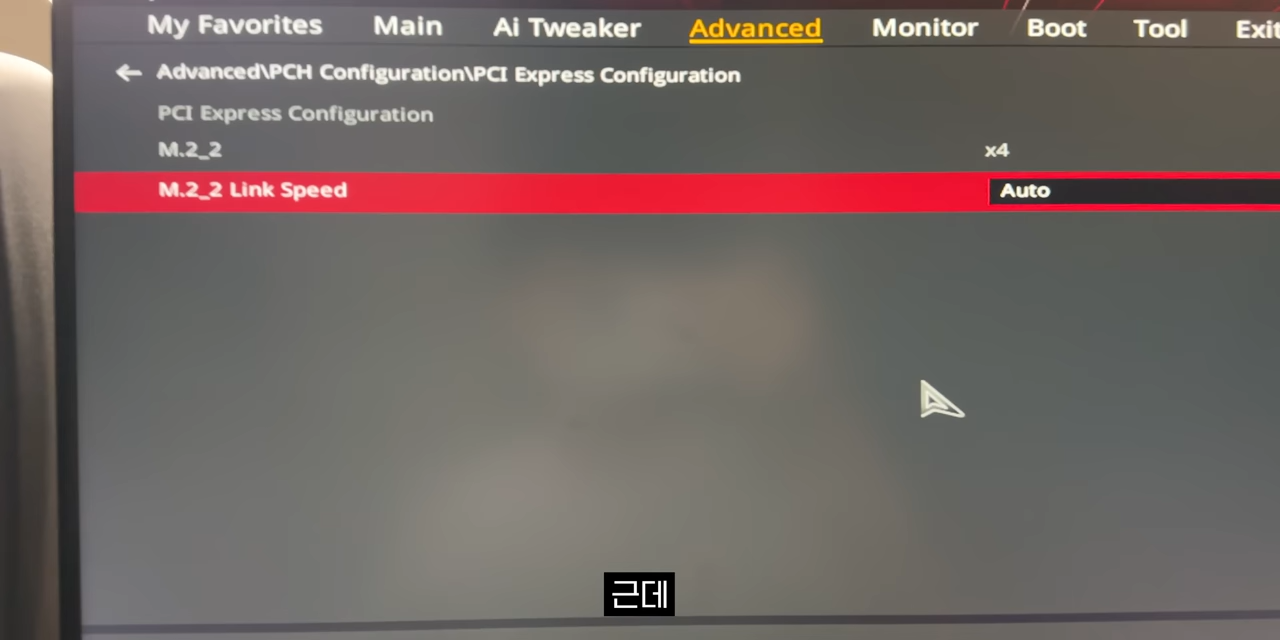 My Favorites Main Ai Tweaker Advanced Monitor Boot Tool Exit
Advanced\PCH Configuration\PCI Express Configuration
PCI Express Configuration
M.2_2 x4
M.2_2 Link Speed Auto
근데